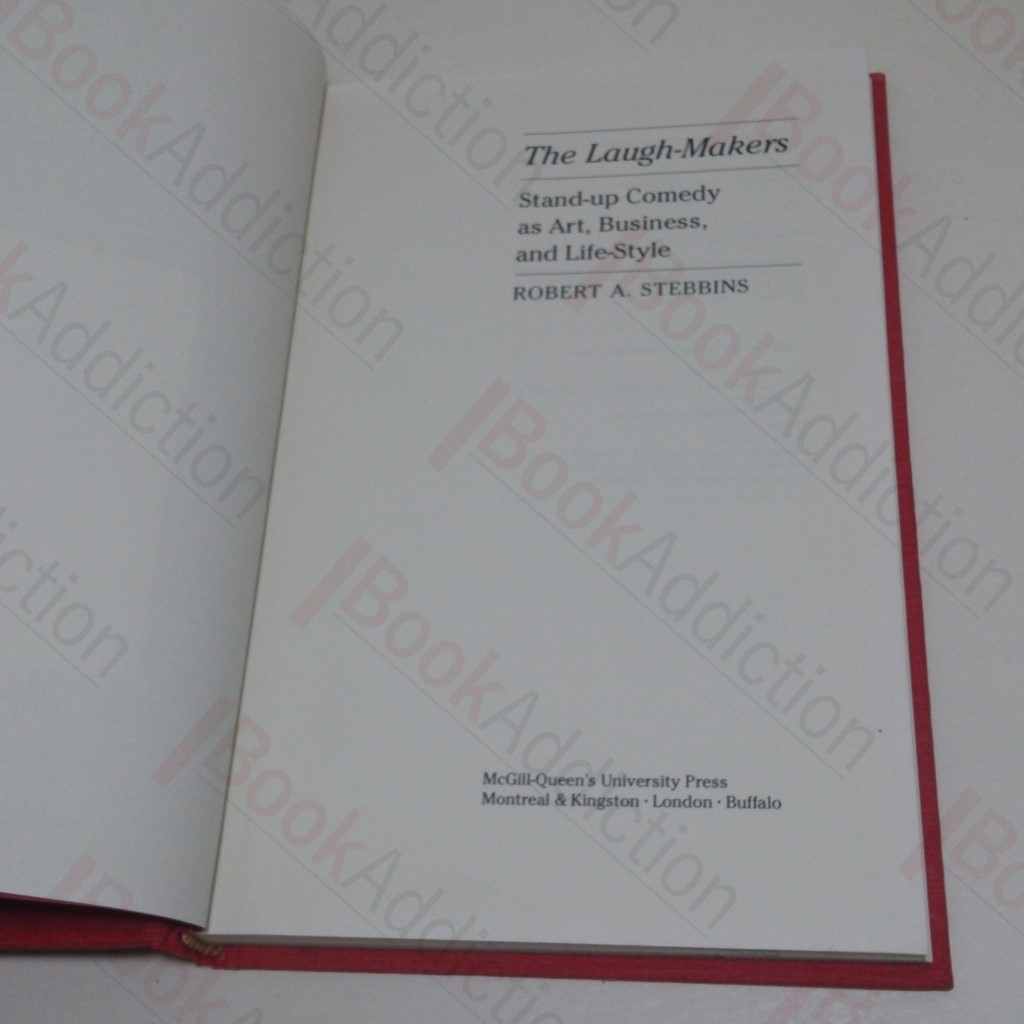 The Laugh-Makers
Stand-up Comedy
as Art, Business,
and Life-Style
ROBERT A. STEBBINS
McGill-Queen's University Press
Montreal & Kingston · London · Buffalo
BookAddiction